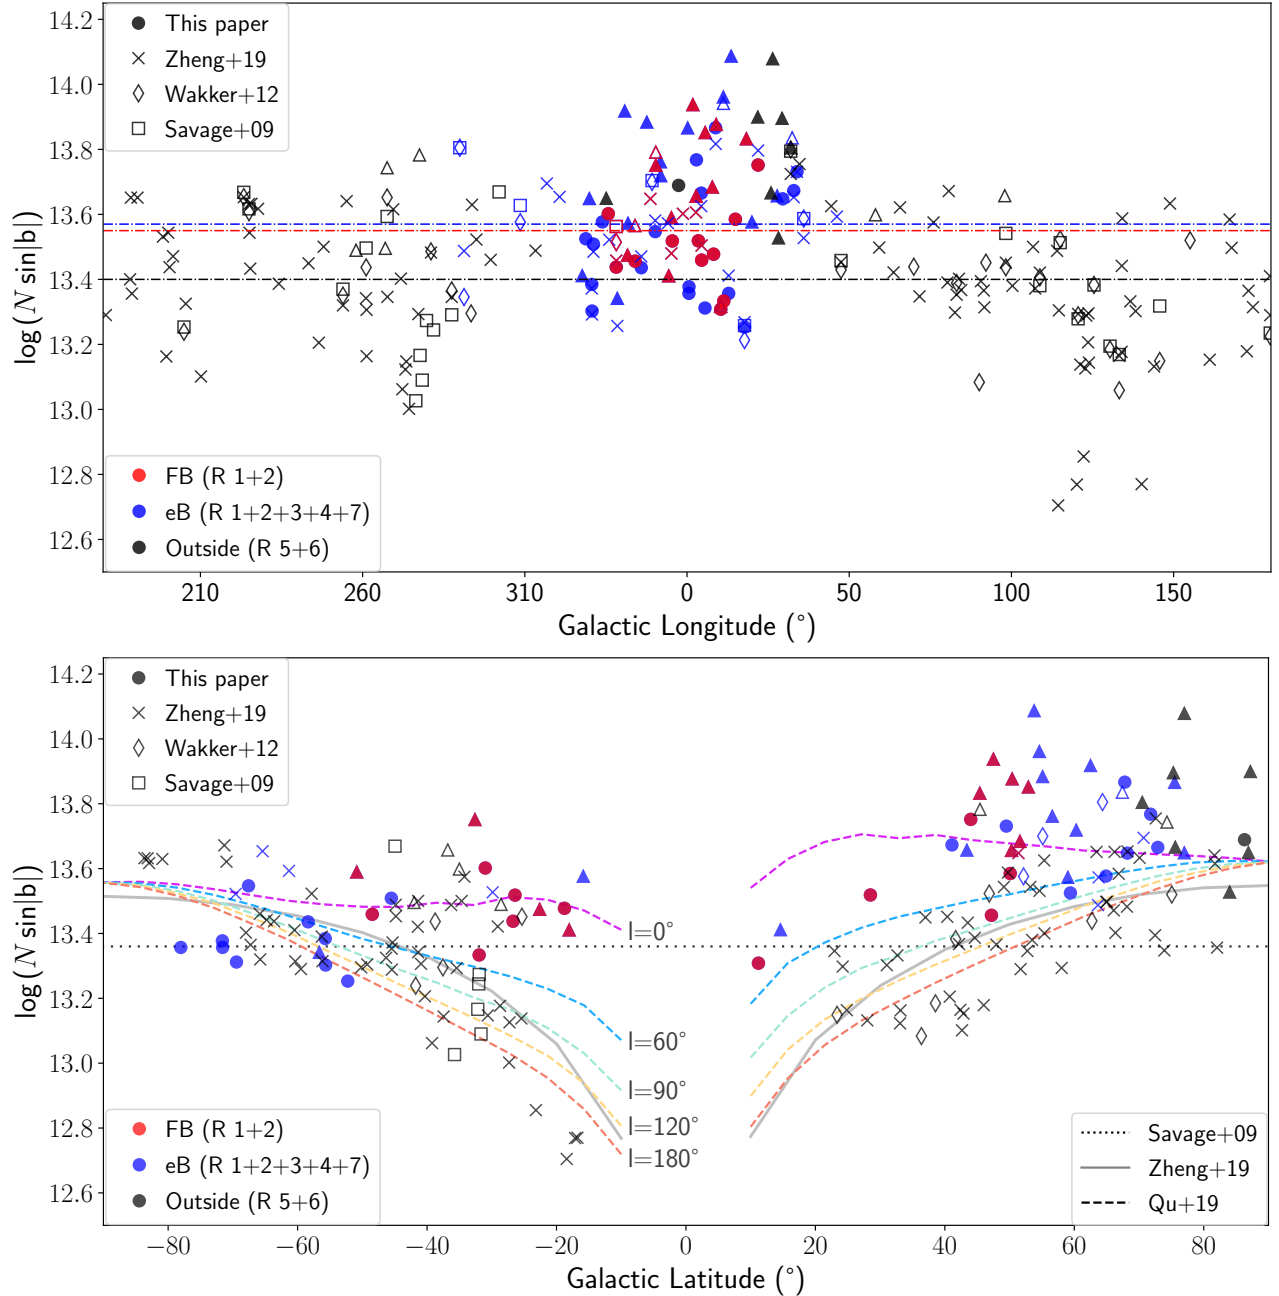 14.2
14.0
13.8
13.6
13.4
13.2
13.0
12.8
12.6
log (N sin|b|)
This paper
Zheng+19
Wakker+12
Savage+09
FB (R 1+2)
eB (R 1+2+3+4+7)
Outside (R 5+6)
210 260 310 0 50 100 150
Galactic Longitude (°)
14.2
14.0
13.8
13.6
13.4
13.2
13.0
12.8
12.6
log (N sin|b|)
This paper
Zheng+19
Wakker+12
Savage+09
l=0°
l=60°
l=90°
l=120°
l=180°
FB (R 1+2)
eB (R 1+2+3+4+7)
Outside (R 5+6)
Savage+09
Zheng+19
Qu+19
−80 −60 −40 −20 0 20 40 60 80
Galactic Latitude (°)